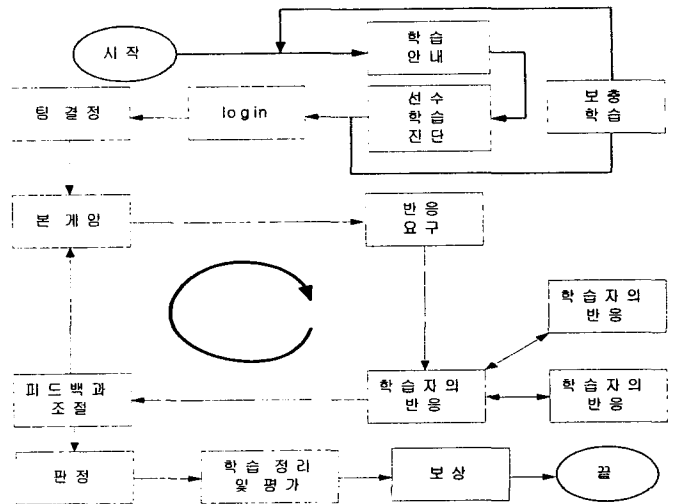 시 작
학 습
안 내
보 충
학 습
팅 결 정
login
선 수
학 습
진 단
본 게 암
반 응
요 구
학 습 자 의
반 응
피 드 백 과
조 절
학 습 자 의
반 응
학 습 자 의
반 응
판 정
학 습 정 리
및 평 가
보 상
끝